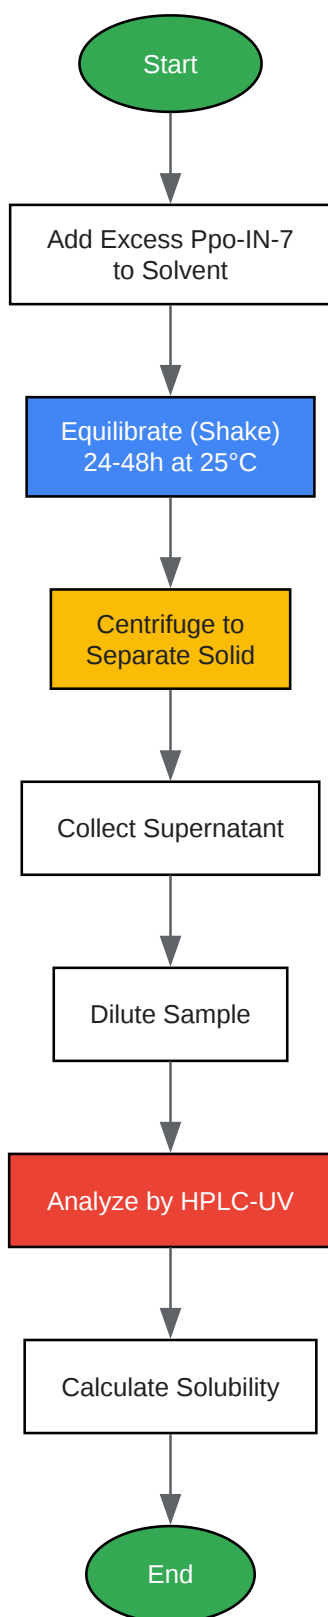 Start
Add Excess Ppo-IN-7
to Solvent
Equilibrate (Shake)
24-48h at 25°C
Centrifuge to
Separate Solid
Collect Supernatant
Dilute Sample
Analyze by HPLC-UV
Calculate Solubility
End